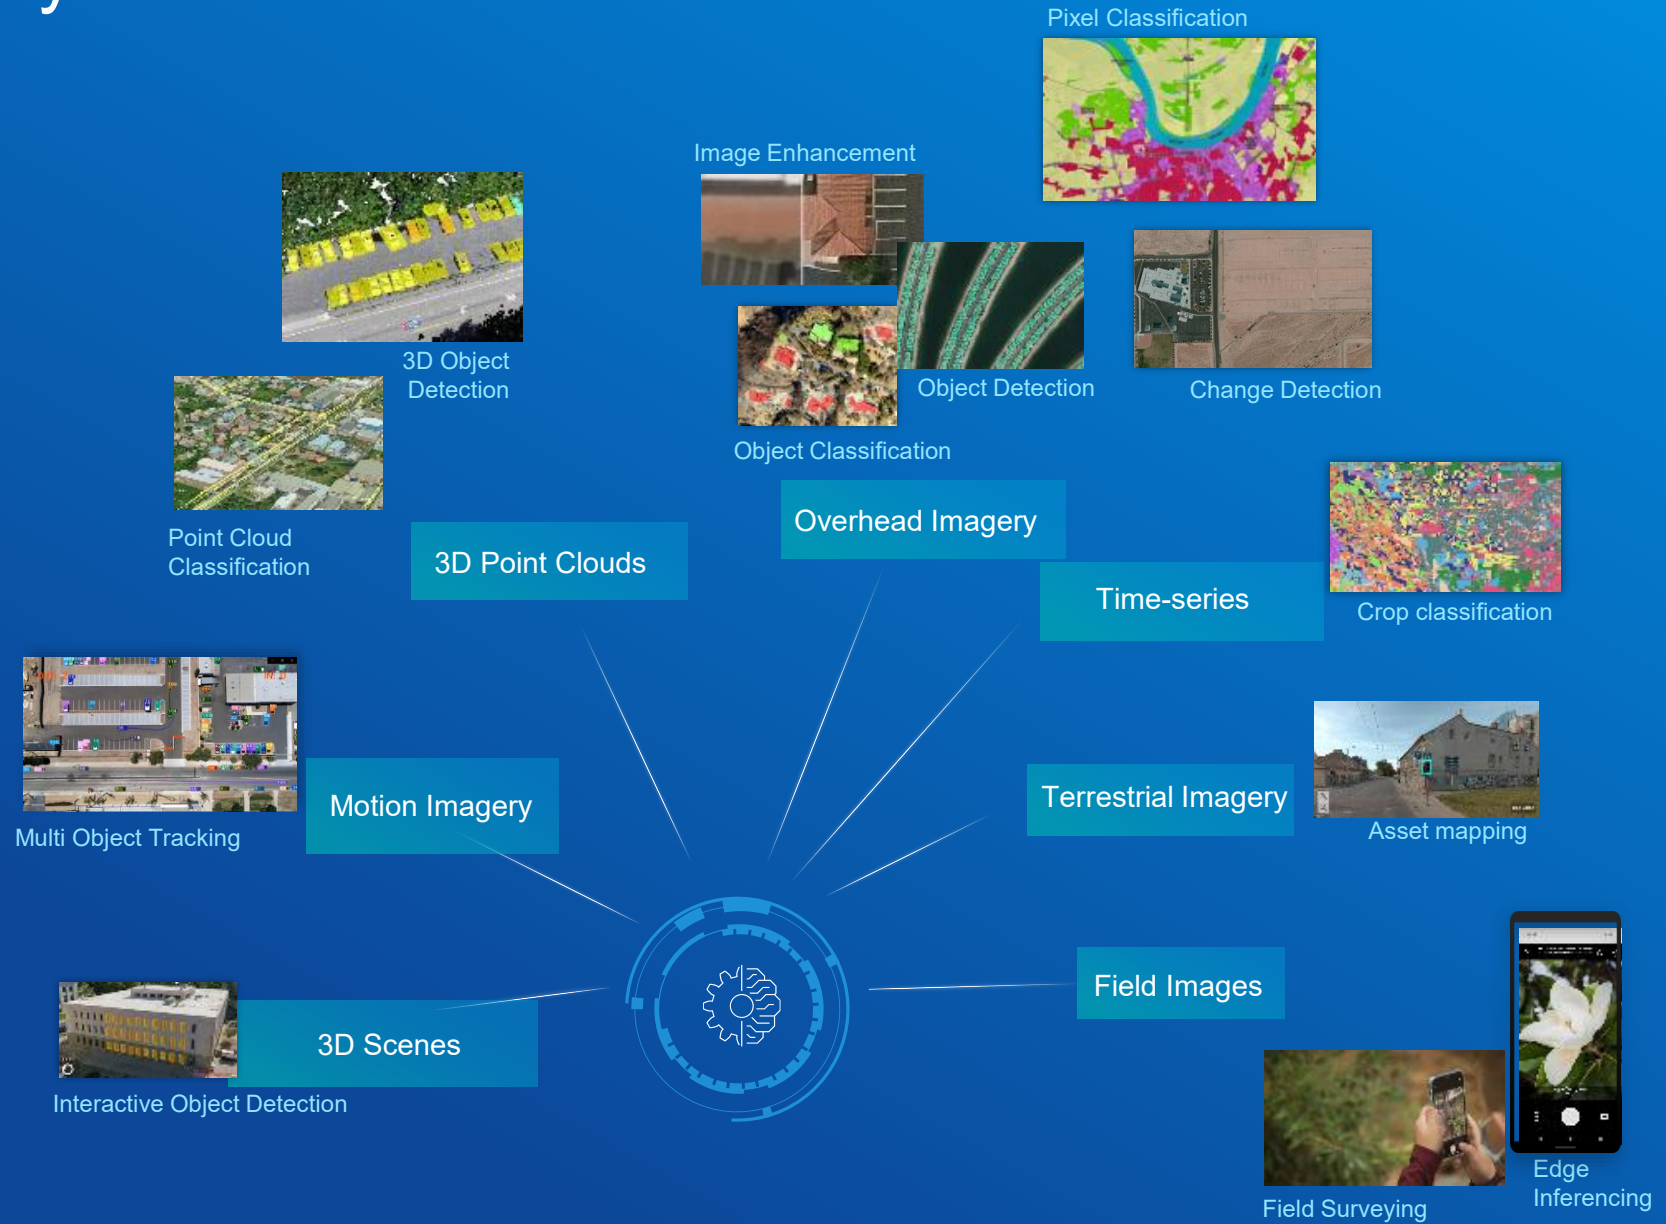 Pixel Classification
Image Enhancement
3D Object
Detection
Object Detection
Change Detection
Object Classification
Point Cloud
Classification
3D Point Clouds
Overhead Imagery
Time-series
Crop classification
Motion Imagery
Multi Object Tracking
Terrestrial Imagery
Asset mapping
Field Images
3D Scenes
Interactive Object Detection
Edge
Inferencing
Field Surveying